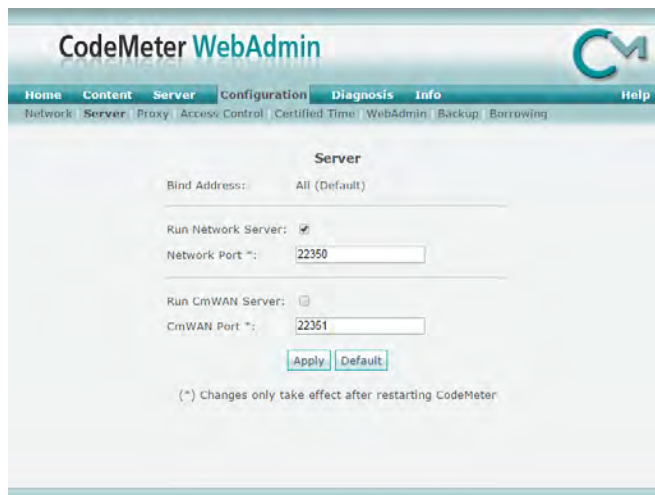 CodeMeter WebAdmin
CM
Home Content Server Configuration Diagnosis Info Help
Network | Server | Proxy | Access Control | Certified Time | WebAdmin | Backup | Borrowing
Server
Bind Address: All (Default)
Run Network Server:
Network Port *: 22350
Run CmWAN Server:
CmWAN Port *: 22351
Apply Default
(*) Changes only take effect after restarting CodeMeter